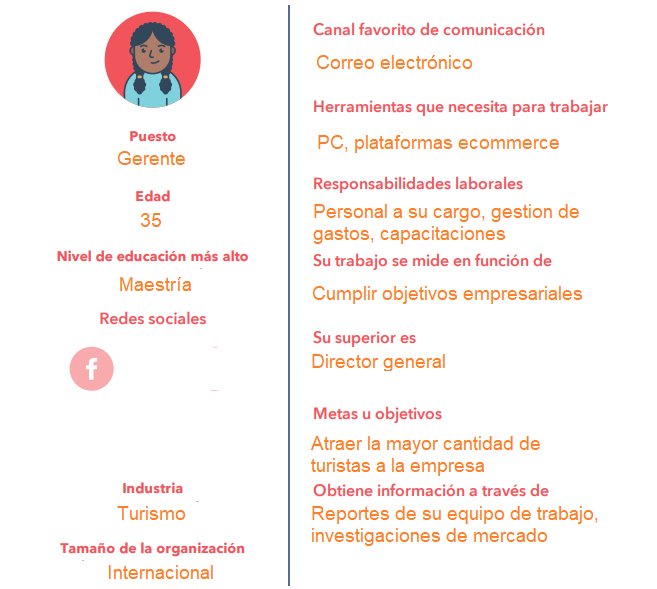 Puesto
Gerente
Edad
35
Nivel de educación más alto
Maestría
Redes sociales
f
Industria
Turismo
Tamaño de la organización
Internacional
Canal favorito de comunicación
Correo electrónico
Herramientas que necesita para trabajar
PC, plataformas ecommerce
Responsabilidades laborales
Personal a su cargo, gestion de
gastos, capacitaciones
Su trabajo se mide en función de
Cumplir objetivos empresariales
Su superior es
Director general
Metas u objetivos
Atraer la mayor cantidad de
turistas a la empresa
Obtiene información a través de
Reportes de su equipo de trabajo,
investigaciones de mercado